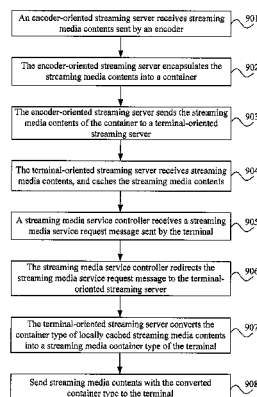 An encoder-oriented streaming server receives streaming
media contents sent by an encoder
901
The encoder-oriented streaming server encapsulates the
streaming media contents into a container
902
The encoder-oriented streaming server sends the streaming
media contents of the container to a terminal-oriented
streaming server
903
The terminal-oriented streaming server receives streaming
media contents, and caches the streaming media contents
904
A streaming media service controller receives a streaming
media service request message sent by the terminal
905
The streaming media service controller redirects the
streaming media service request message to the terminal-
oriented streaming server
906
The terminal-oriented streaming server converts the
container type of locally cached streaming media contents
into a streaming media container type of the terminal
907
Send streaming media contents with the converted
container type to the terminal
908